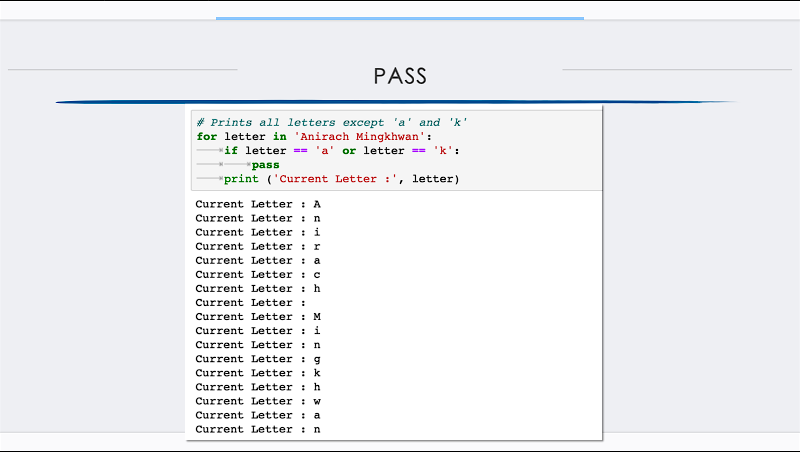 PASS
# Prints all letters except 'a' and 'k'
for letter in 'Anirach Mingkhwan':
if letter == 'a' or letter == 'k':
pass
print ('Current Letter :', letter)
Current Letter : A
Current Letter : n
Current Letter : i
Current Letter : r
Current Letter : a
Current Letter : c
Current Letter : h
Current Letter :
Current Letter : M
Current Letter : i
Current Letter : n
Current Letter : g
Current Letter : k
Current Letter : h
Current Letter : w
Current Letter : a
Current Letter : n